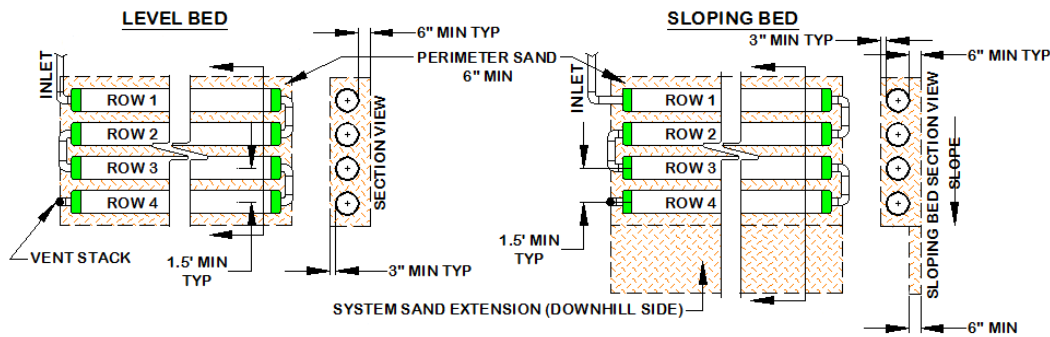 LEVEL BED
6" MIN TYP
PERIMETER SAND
6" MIN
INLET
ROW 1
ROW 2
ROW 3
ROW 4
SECTION VIEW
VENT STACK
1.5' MIN
TYP
3" MIN TYP
SLOPING BED
3" MIN TYP
6" MIN TYP
INLET
ROW 1
ROW 2
ROW 3
ROW 4
1.5' MIN
TYP
SLOPING BED SECTION VIEW
SLOPE
SYSTEM SAND EXTENSION (DOWNHILL SIDE)
6" MIN